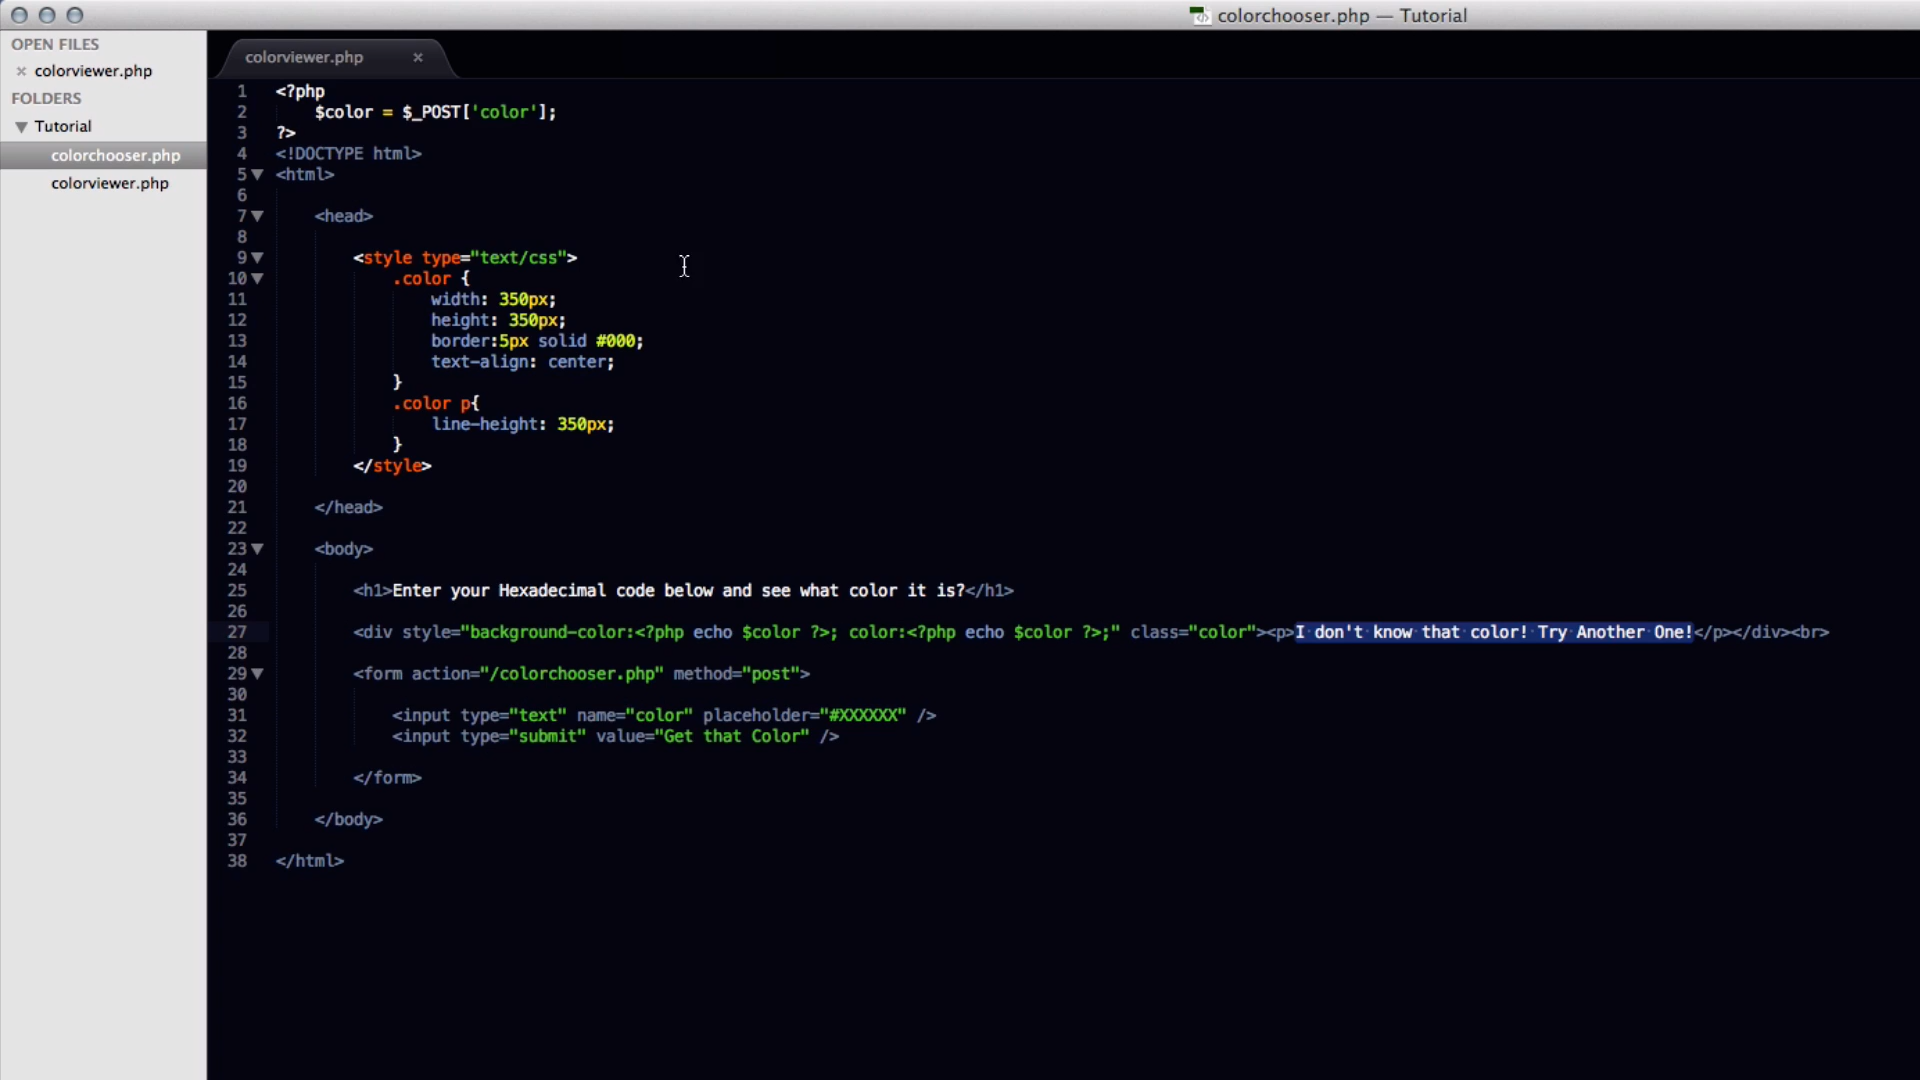 colorchooser.php — Tutorial
OPEN FILES
colorviewer.php
FOLDERS
Tutorial
colorchooser.php
colorviewer.php
colorviewer.php
1 <?php
2 $color = $_POST['color'];
3 ?>
4 <!DOCTYPE html>
5 <html>
6
7 <head>
8
9 <style type="text/css">
10 .color {
11 width: 350px;
12 height: 350px;
13 border:5px solid #000;
14 text-align: center;
15 }
16 .color p{
17 line-height: 350px;
18 }
19 </style>
20
21 </head>
22
23 <body>
24
25 <h1>Enter your Hexadecimal code below and see what color it is?</h1>
26
27 <div style="background-color:<?php echo $color ?>; color:<?php echo $color ?>;" class="color"><p>I don't know that color! Try Another One!</p></div><br>
28
29 <form action="/colorchooser.php" method="post">
30
31 <input type="text" name="color" placeholder="#XXXXXX" />
32 <input type="submit" value="Get that Color" />
33
34 </form>
35
36 </body>
37
38 </html>